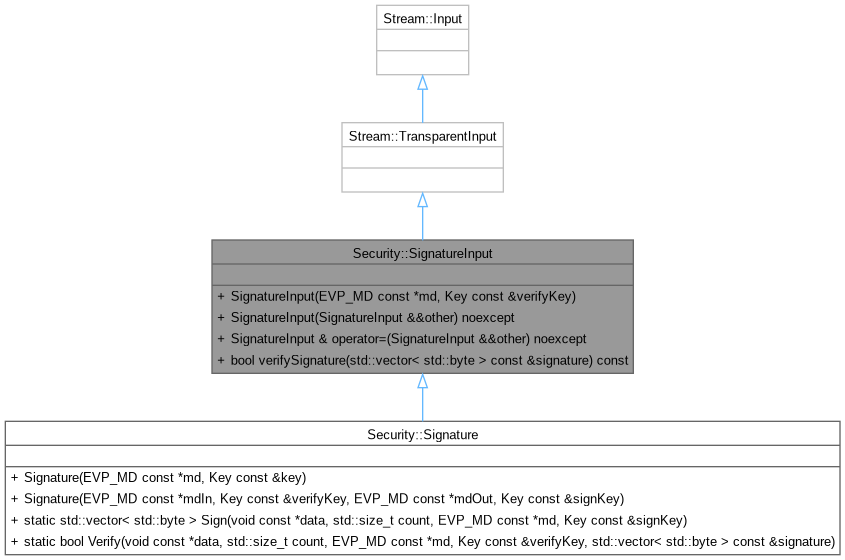 Stream::Input
Stream::TransparentInput
Security::SignatureInput
+ SignatureInput(EVP_MD const *md, Key const &verifyKey)
+ SignatureInput(SignatureInput &&other) noexcept
+ SignatureInput & operator=(SignatureInput &&other) noexcept
+ bool verifySignature(std::vector< std::byte > const &signature) const
Security::Signature
+ Signature(EVP_MD const *md, Key const &key)
+ Signature(EVP_MD const *mdIn, Key const &verifyKey, EVP_MD const *mdOut, Key const &signKey)
+ static std::vector< std::byte > Sign(void const *data, std::size_t count, EVP_MD const *md, Key const &signKey)
+ static bool Verify(void const *data, std::size_t count, EVP_MD const *md, Key const &verifyKey, std::vector< std::byte > const &signature)